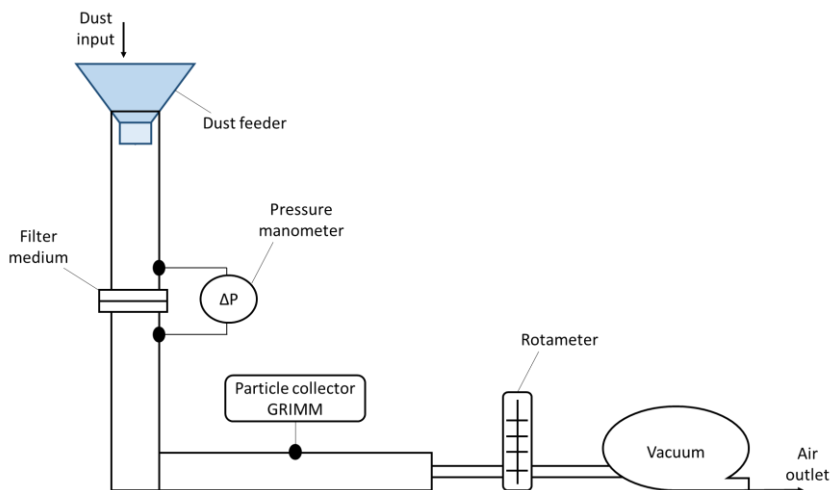 Dust
input
Dust feeder
Pressure
manometer
Filter
medium
ΔP
Rotameter
Particle collector
GRIMM
Vacuum
Air
outlet